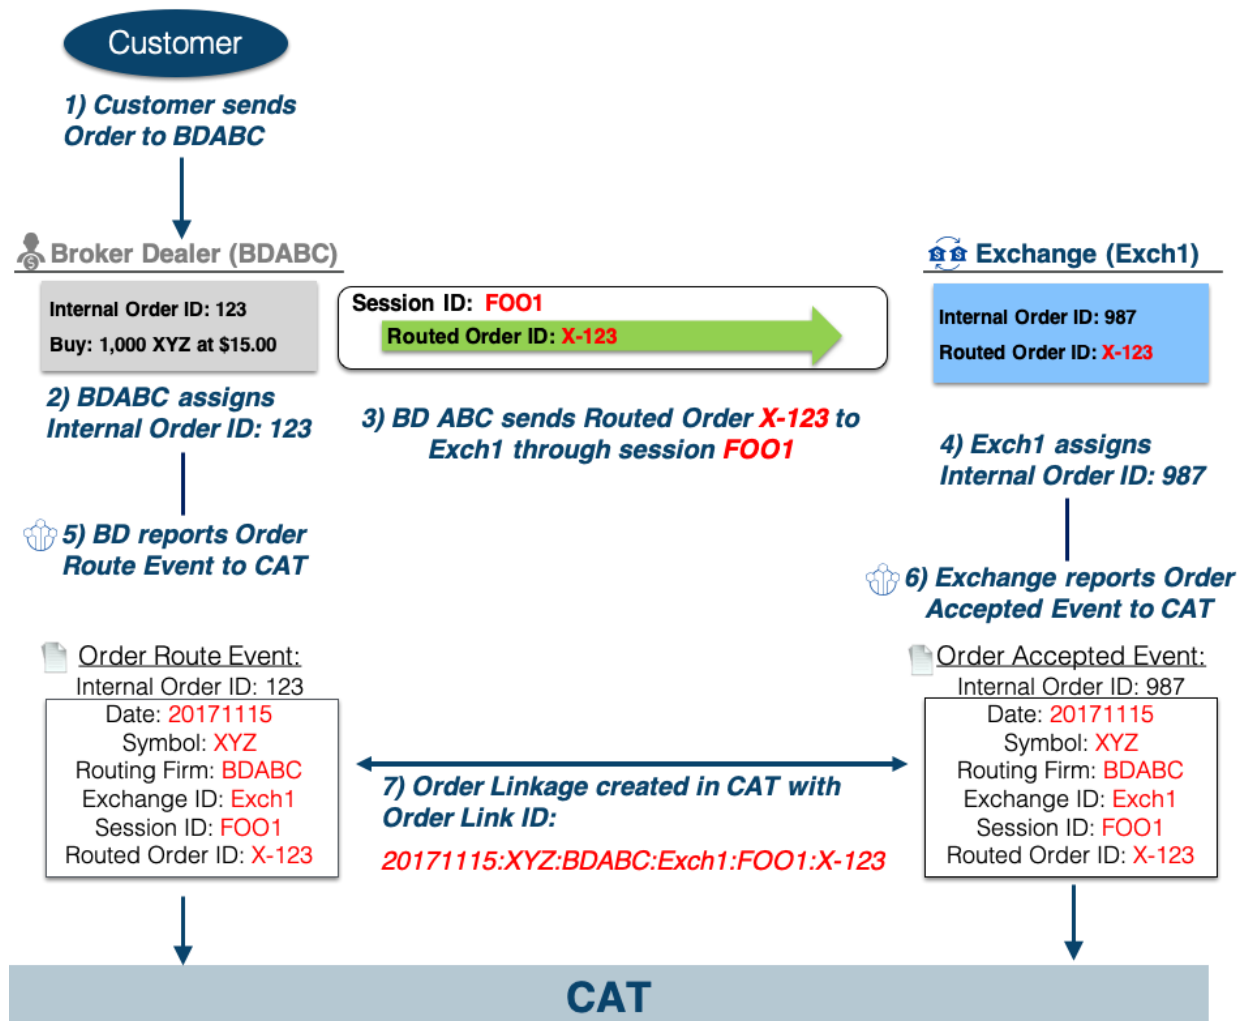 Customer
1) Customer sends
Order to BDABC
Broker Dealer (BDABC)
Internal Order ID: 123
Buy: 1,000 XYZ at $15.00
2) BDABC assigns
Internal Order ID: 123
Session ID: FOO1
Routed Order ID: X-123
3) BD ABC sends Routed Order X-123 to
Exch1 through session FOO1
Exchange (Exch1)
Internal Order ID: 987
Routed Order ID: X-123
4) Exch1 assigns
Internal Order ID: 987
5) BD reports Order
Route Event to CAT
6) Exchange reports Order
Accepted Event to CAT
Order Route Event:
Internal Order ID: 123
Date: 20171115
Symbol: XYZ
Routing Firm: BDABC
Exchange ID: Exch1
Session ID: FOO1
Routed Order ID: X-123
7) Order Linkage created in CAT with
Order Link ID:
20171115:XYZ:BDABC:Exch1:FOO1:X-123
Order Accepted Event:
Internal Order ID: 987
Date: 20171115
Symbol: XYZ
Routing Firm: BDABC
Exchange ID: Exch1
Session ID: FOO1
Routed Order ID: X-123
CAT